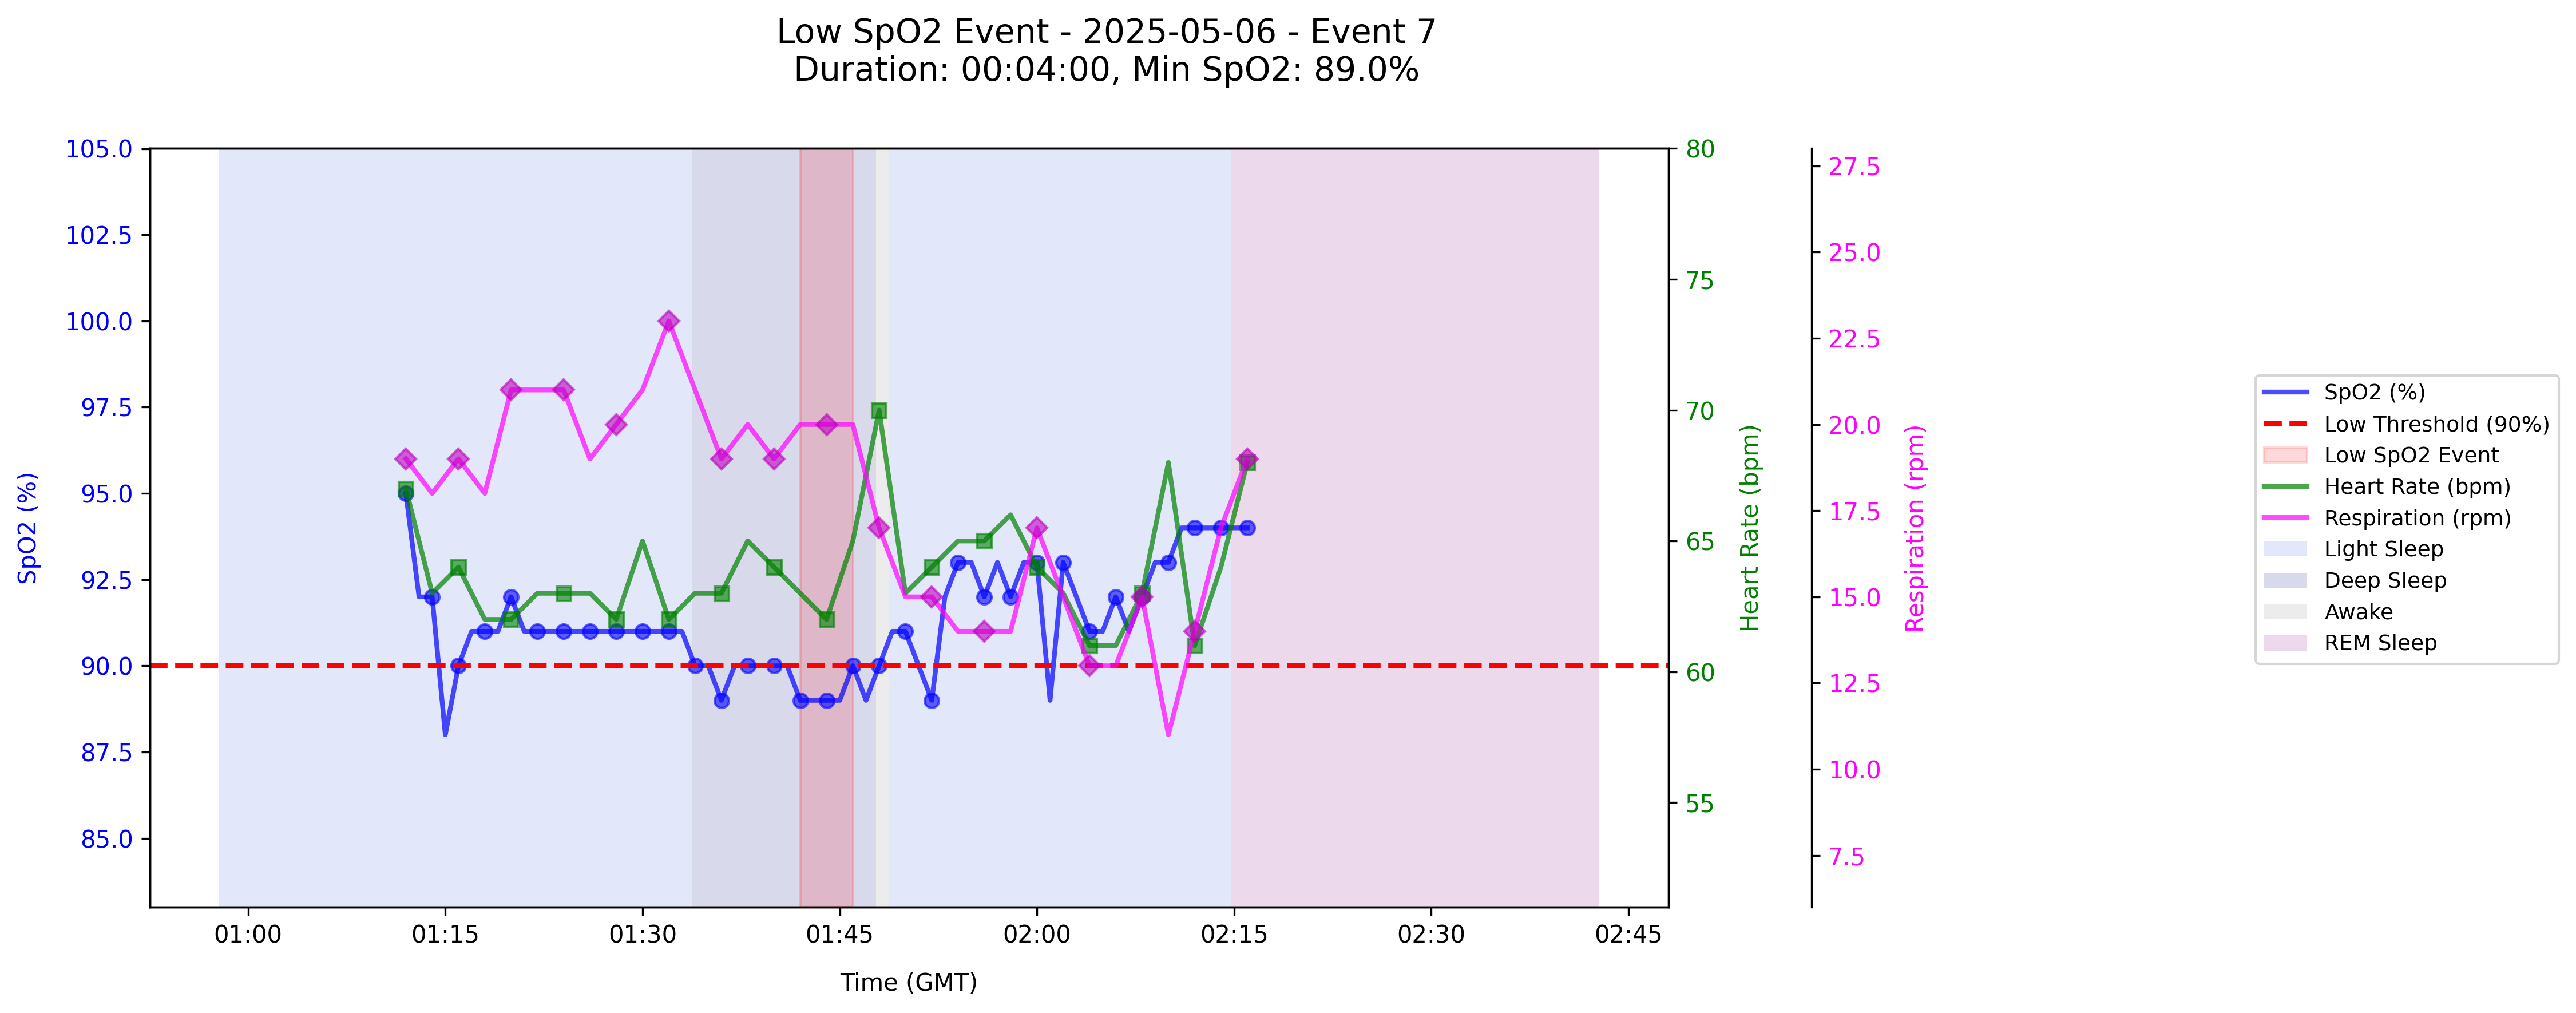 Low SpO2 Event - 2025-05-06 - Event 7
Duration: 00:04:00, Min SpO2: 89.0%
105.0
102.5
100.0
97.5
95.0
92.5
90.0
87.5
85.0
SpO2 (%)
80
75
70
65
60
55
Heart Rate (bpm)
27.5
25.0
22.5
20.0
17.5
15.0
12.5
10.0
7.5
Respiration (rpm)
SpO2 (%)
Low Threshold (90%)
Low SpO2 Event
Heart Rate (bpm)
Respiration (rpm)
Light Sleep
Deep Sleep
Awake
REM Sleep
01:00
01:15
01:30
01:45
02:00
02:15
02:30
02:45
Time (GMT)